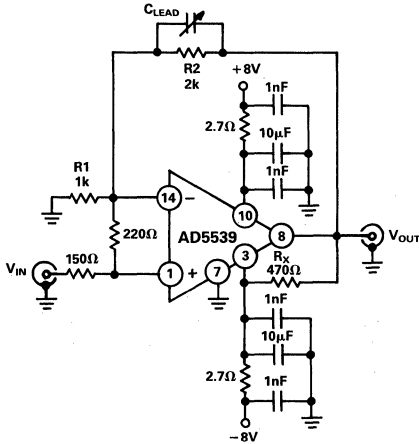 CLEAD
R2
2k
+8V
1nF
2.7Ω
10µF
1nF
R1
1k
14
−
10
220Ω
AD5539
8
VOUT
VIN
150Ω
1
+
7
3
RX
470Ω
1nF
10µF
2.7Ω
1nF
−8V